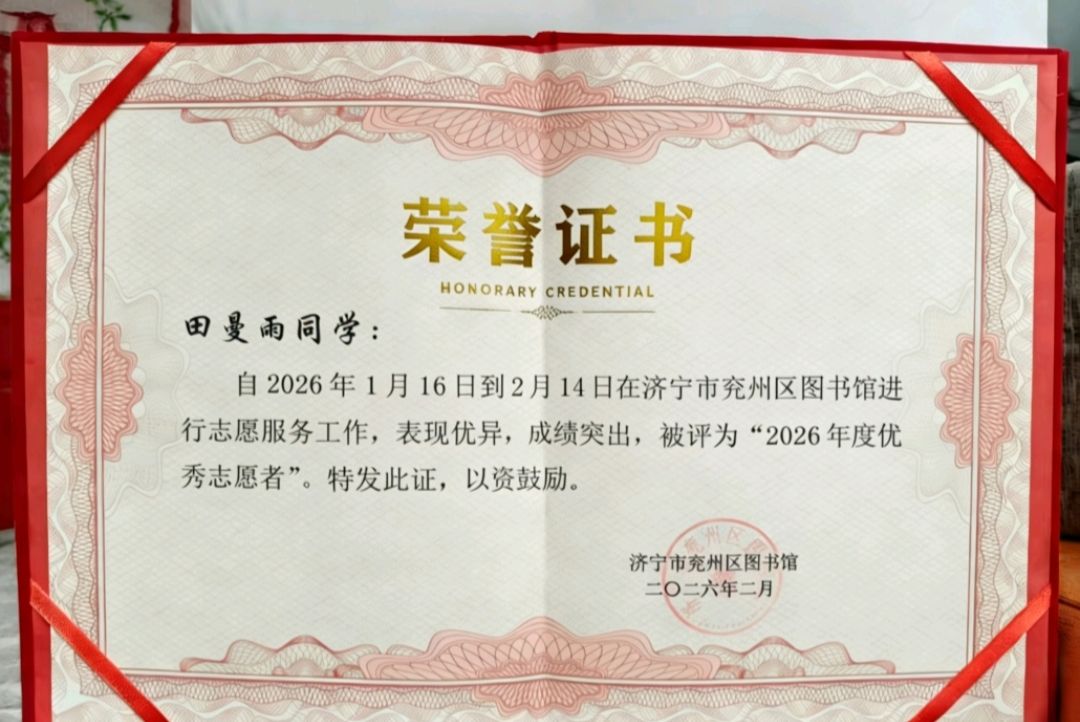 荣誉证书
HONORARY CREDENTIAL
田曼雨同学：
自2026年1月16日到2月14日在济宁市兖州区图书馆进
行志愿服务工作，表现优异，成绩突出，被评为“2026年度优
秀志愿者”。特发此证，以资鼓励。
济宁市兖州区图书馆
二〇二六年二月